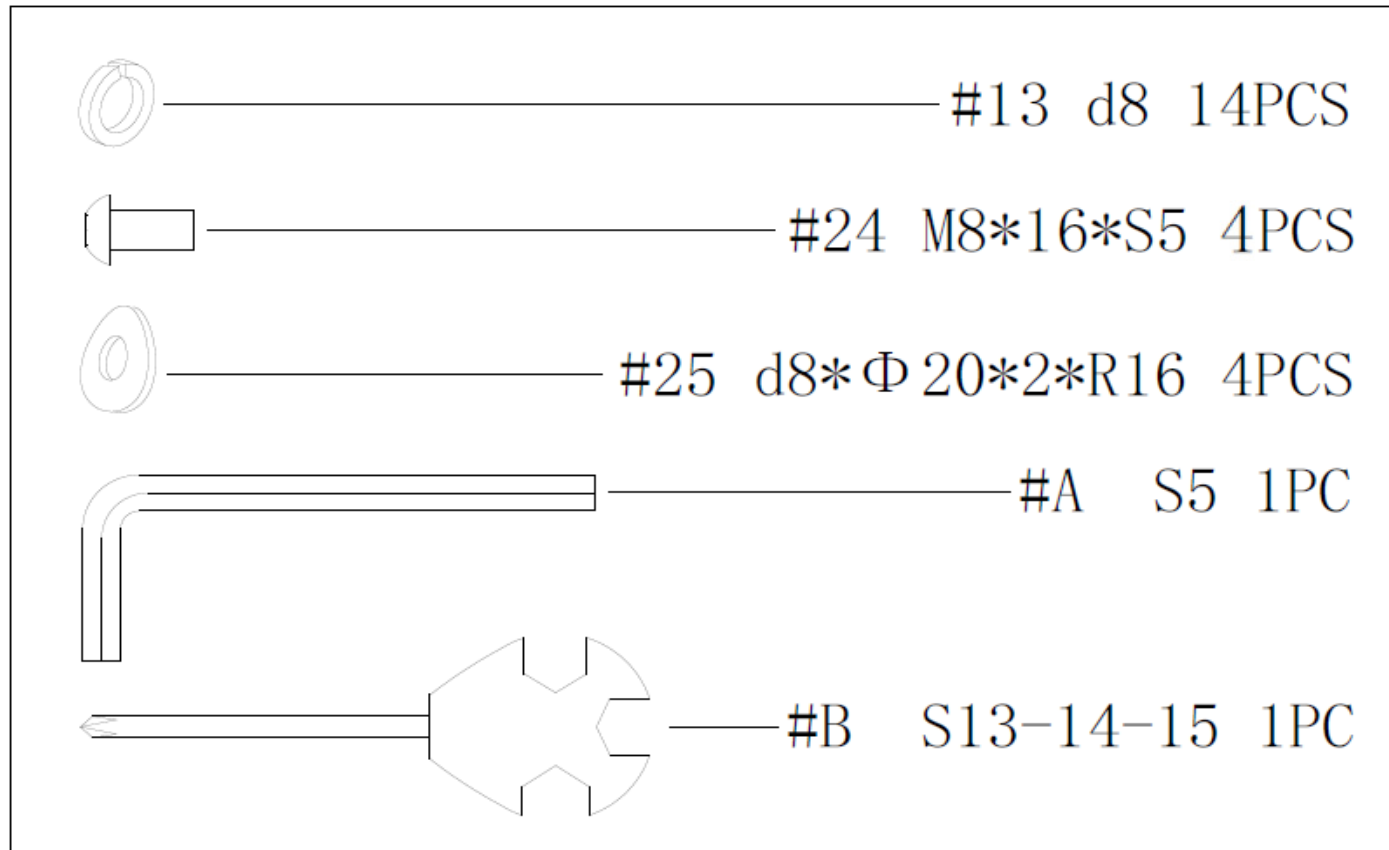 #13 d8 14PCS
#24 M8*16*S5 4PCS
#25 d8*Φ20*2*R16 4PCS
#A S5 1PC
#B S13-14-15 1PC